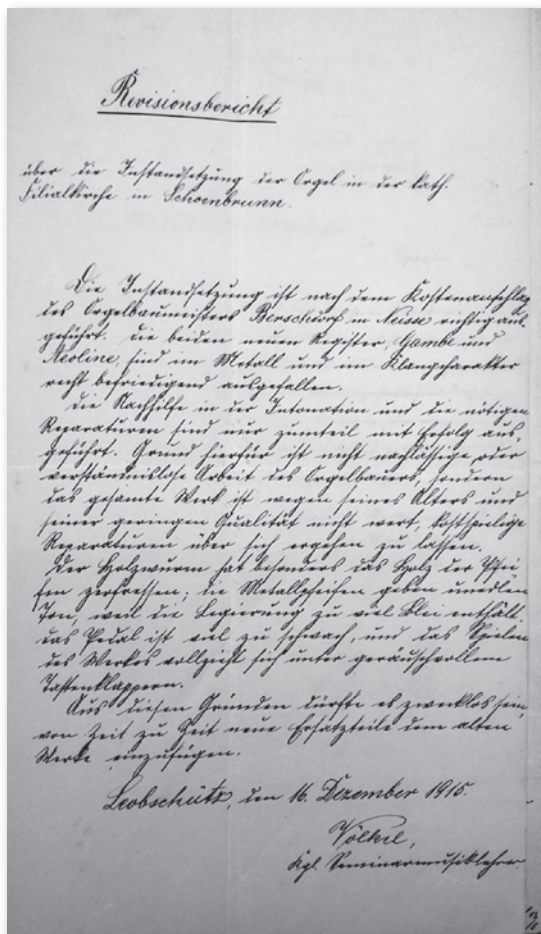 Revisionsbericht
über die Instandsetzung der Orgel in der kath.
Filialkirche in Schoenbrunn.
Die Instandsetzung ist nach dem Kostenanschlag
des Orgelbaumeisters Berschdorf in Neisse richtig aus-
geführt. Die beiden neuen Register, Gambe und
Aeoline, sind im Metall und im Klangcharakter
recht befriedigend ausgefallen.
Die Nachhilfe in der Intonation und die nötigen
Reparaturen sind nur zumteil mit Erfolg aus-
geführt. Grund hierfür ist nicht nachlässige oder
verständnislose Arbeit des Orgelbauers, sondern
das gesamte Werk ist wegen seines Alters und
seiner geringen Qualität nicht wert, kostspielige
Reparaturen über sich ergehen zu lassen.
Der Holzwurm hat besonders das Holz der Pfei-
fen zerfressen; die Metallpfeifen geben unedlen
Ton, weil die Legierung zu viel Blei enthält,
das Pedal ist viel zu schwach, und das Spielen
des Werkes vollzieht sich unter geräuschvollem
Tastenklappern.
Aus diesen Gründen dürfte es zwecklos sein,
von Zeit zu Zeit neue Ersatzteile dem alten
Werke einzufügen.
Leobschütz, den 16. Dezember 1915.
Völkel,
Kgl. Seminarmusiklehrer.